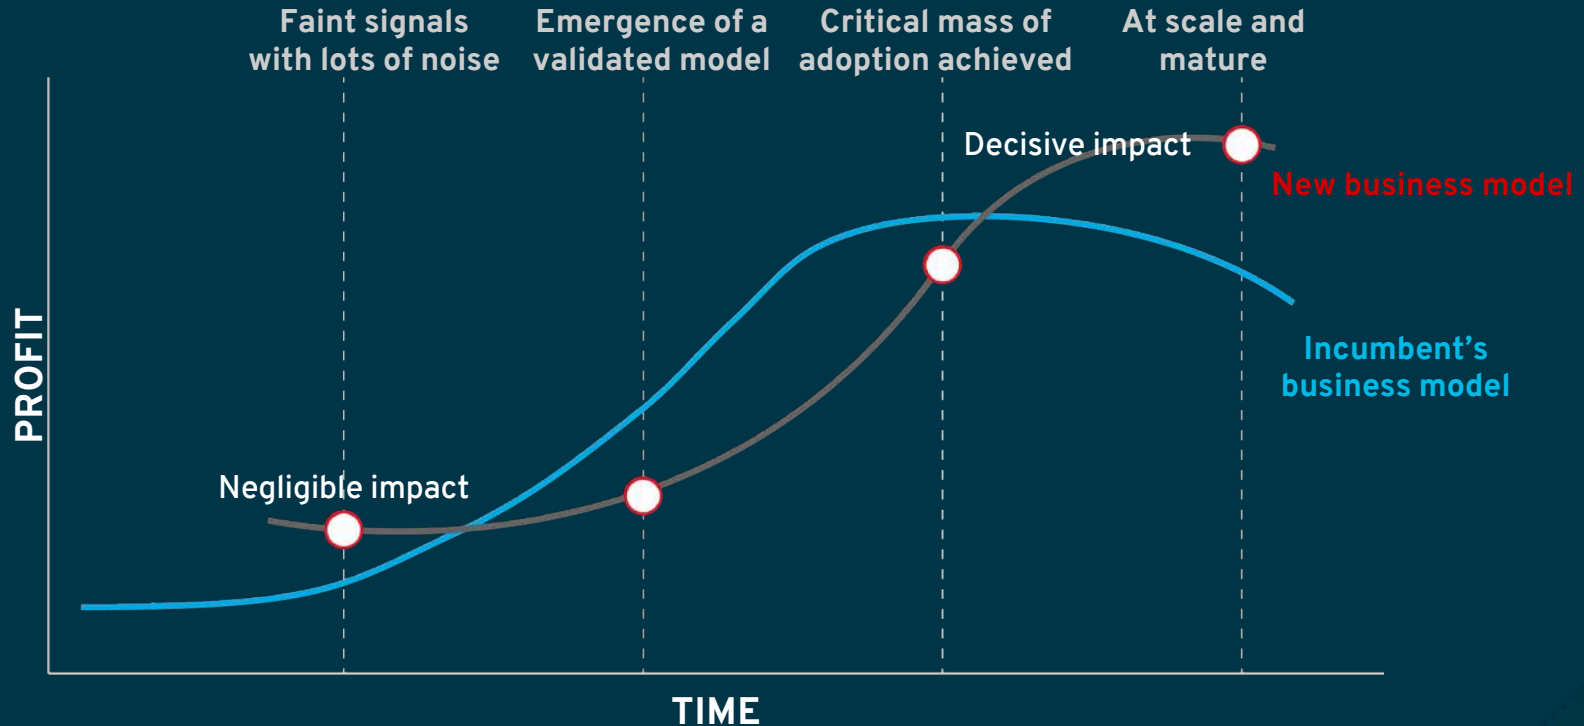 Faint signals
with lots of noise
Emergence of a
validated model
Critical mass of
adoption achieved
At scale and
mature
Decisive impact
New business model
Incumbent’s
business model
Negligible impact
PROFIT
TIME